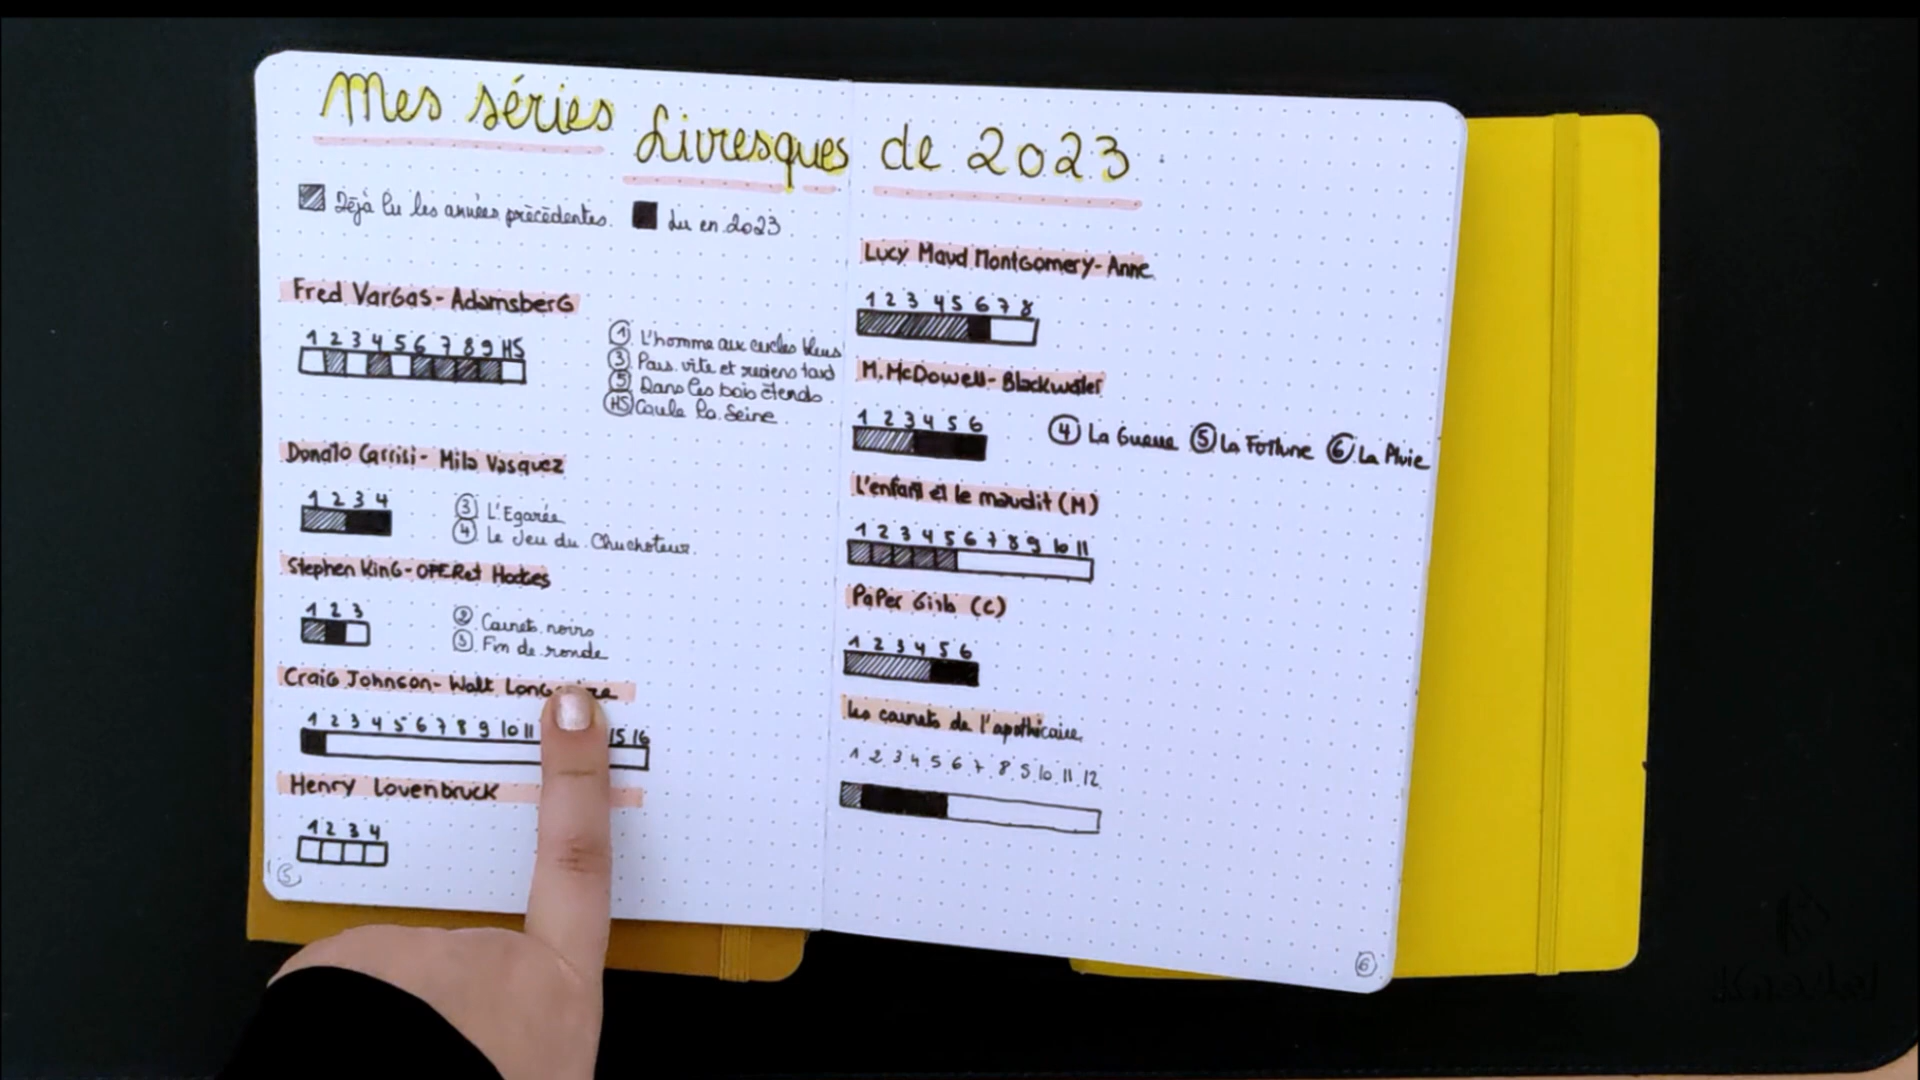 Mes séries Livresques de 2023
Déjà lu les années précédentes. Lu en 2023
Fred Vargas - Adamsberg
1 2 3 4 5 6 7 8 9 HS
1 L'homme aux cercles bleus
3 Pars vite et reviens tard
5 Dans les bois étends
HS Coule la Seine
Donato Carrisi - Mila Vasquez
1 2 3 4
3 L'Egarée
4 Le Jeu du Chuchoteur
Stephen King -
1 2 3
2 Carnets noirs
3 Fin de ronde
Craig Johnson - Walt
1 2 3 4 5 6 7 8 9 10 11 15 16
Henry Lovenbruck
1 2 3 4
5
Lucy Maud Montgomery - Anne
1 2 3 4 5 6 7 8
M. McDowell - Blackwater
1 2 3 4 5 6
4 La Guerre 5 La Fortune 6 La Pluie
L'enfant et le maudit (M)
1 2 3 4 5 6 7 8 9 10 11
Paper Girls (C)
1 2 3 4 5 6
les carnets de l'apothicaire
1 2 3 4 5 6 7 8 9 10 11 12
6